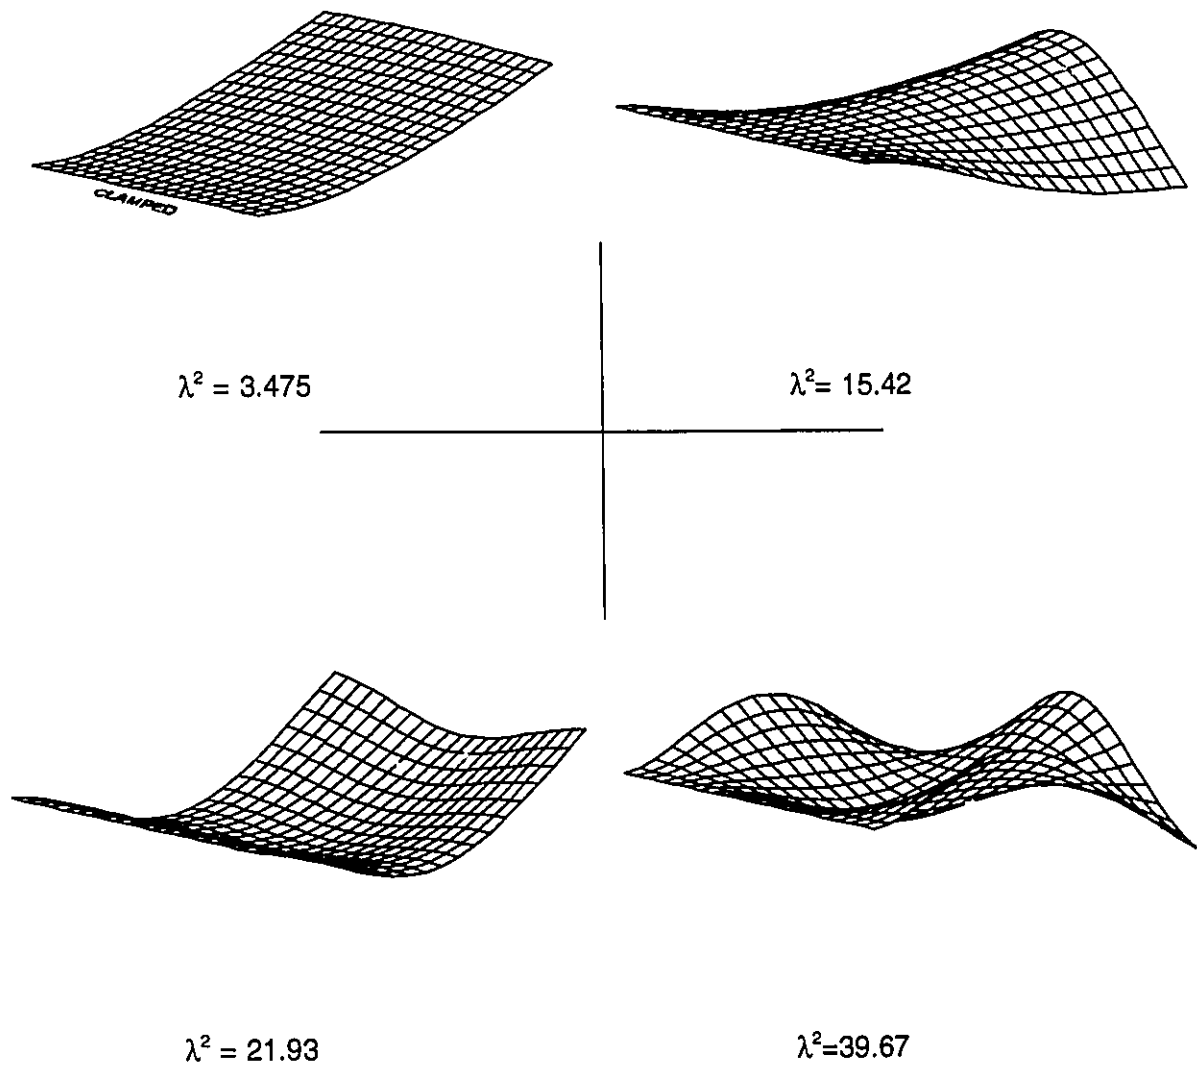 CLAMPED
λ² = 3.475
λ²= 15.42
λ² = 21.93
λ²=39.67